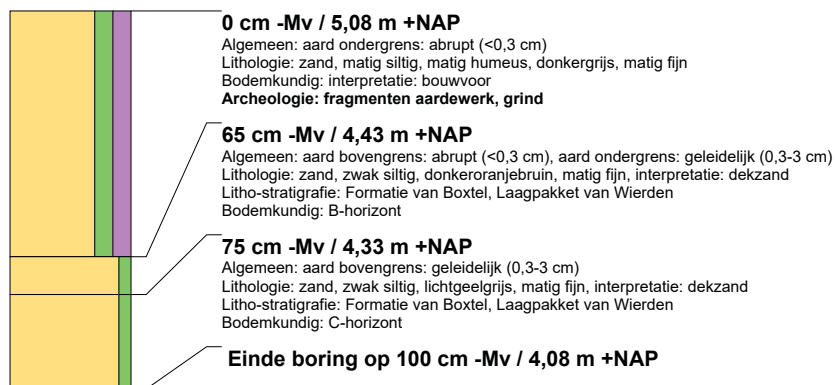 0 cm -Mv / 5,08 m +NAP
Algemeen: aard ondergrens: abrupt (<0,3 cm)
Lithologie: zand, matig siltig, matig humeus, donkergrijs, matig fijn
Bodemkundig: interpretatie: bouwvoor
Archeologie: fragmenten aardewerk, grind
65 cm -Mv / 4,43 m +NAP
Algemeen: aard bovengrens: abrupt (<0,3 cm), aard ondergrens: geleidelijk (0,3-3 cm)
Lithologie: zand, zwak siltig, donkeroranjebruin, matig fijn, interpretatie: dekzand
Litho-stratigrafie: Formatie van Boxtel, Laagpakket van Wierden
Bodemkundig: B-horizont
75 cm -Mv / 4,33 m +NAP
Algemeen: aard bovengrens: geleidelijk (0,3-3 cm)
Lithologie: zand, zwak siltig, lichtgeelgrijs, matig fijn, interpretatie: dekzand
Litho-stratigrafie: Formatie van Boxtel, Laagpakket van Wierden
Bodemkundig: C-horizont
Einde boring op 100 cm -Mv / 4,08 m +NAP